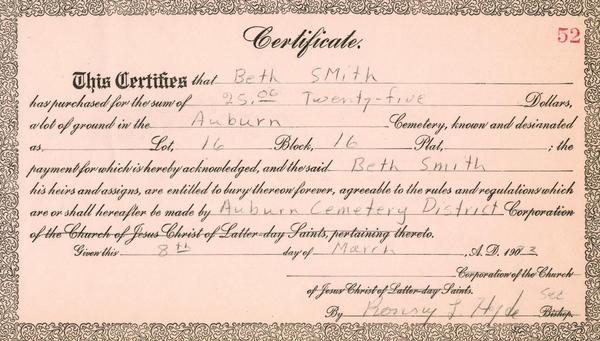 52
Certificate.
This Certifies that Beth Smith
has purchased for the sum of 25.00 Twenty-five Dollars,
a lot of ground in the Auburn Cemetery, known and designated
as Lot, 16 Block, 16 Plat, ; the
payment for which is hereby acknowledged, and the said Beth Smith
his heirs and assigns, are entitled to bury thereon forever, agreeable to the rules and regulations which
are or shall hereafter be made by Auburn Cemetery District Corporation
of the Church of Jesus Christ of Latter-day Saints, pertaining thereto.
Given this 8th day of March , A. D. 1983
Corporation of the Church
of Jesus Christ of Latter-day Saints.
Sec
By Hyde Bishop.